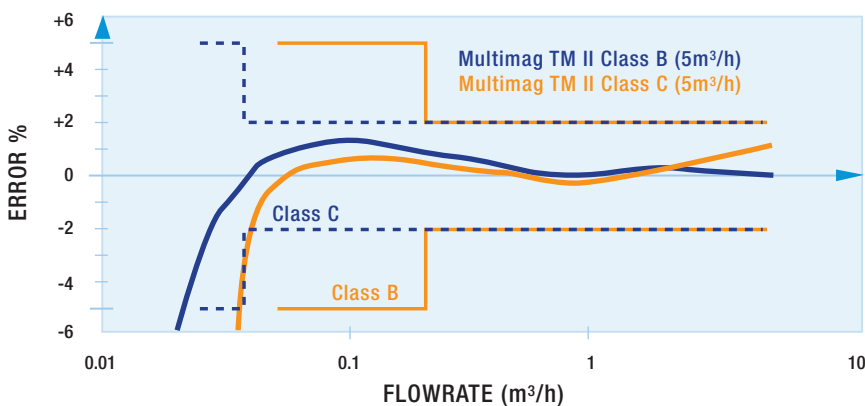 +6
+4
+2
0
-2
-4
-6
ERROR %
Multimag TM II Class B (5m³/h)
Multimag TM II Class C (5m³/h)
Class C
Class B
0.01
0.1
1
10
FLOWRATE (m³/h)